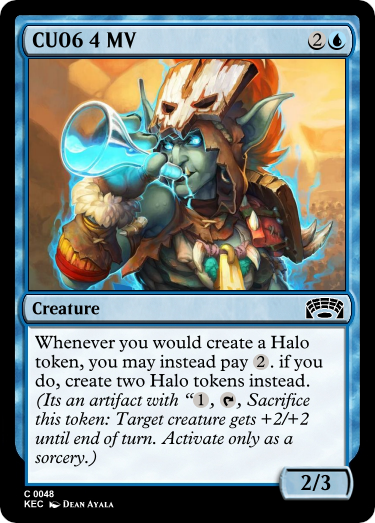 CU06 4 MV 2
Creature
Whenever you would create a Halo
token, you may instead pay 2. if you
do, create two Halo tokens instead.
(Its an artifact with “1, , Sacrifice
this token: Target creature gets +2/+2
until end of turn. Activate only as a
sorcery.)
2/3
C 0048
KEC Dean Ayala